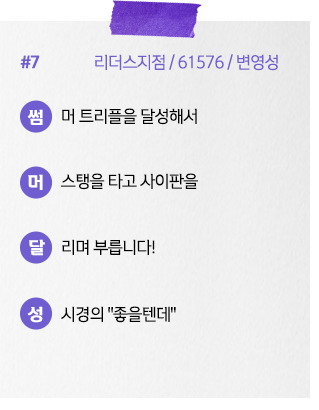 #7 리더스지점 / 61576 / 변영성
썸 머 트리플을 달성해서
머 스탱을 타고 사이판을
달 리며 부릅니다!
성 시경의 "좋을텐데"